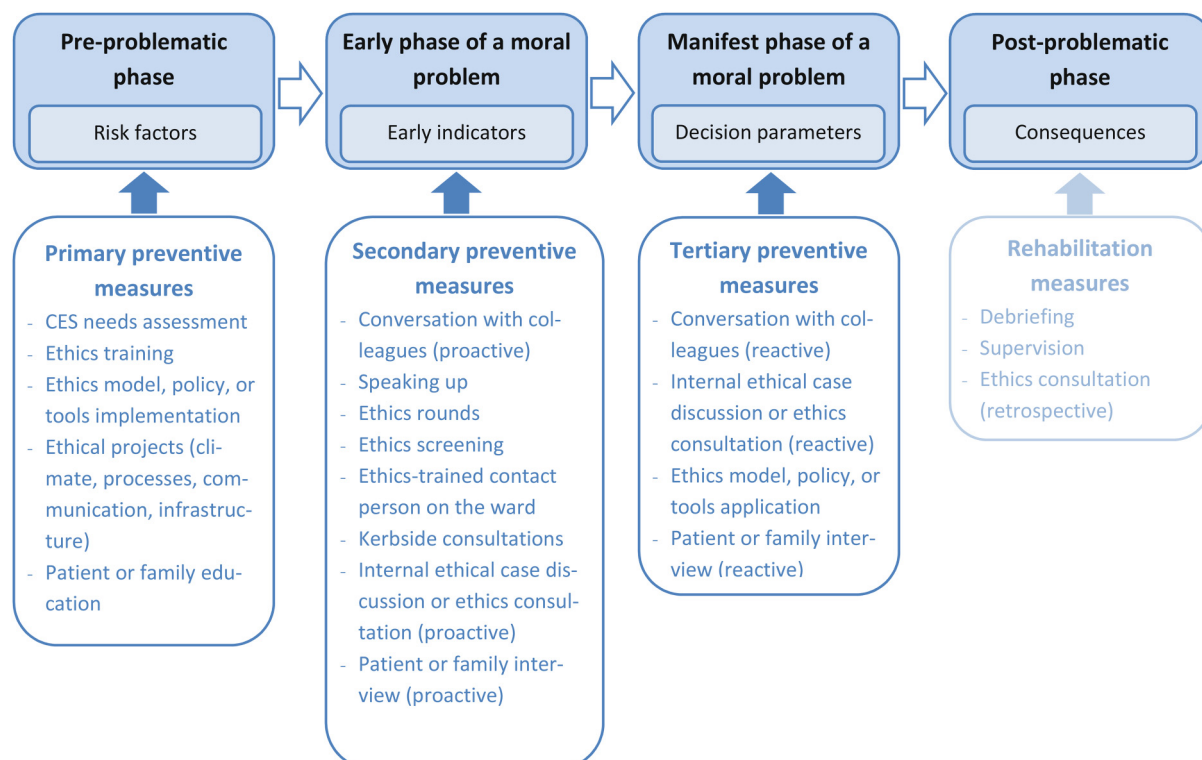 Pre-problematic
phase
Risk factors
Early phase of a moral
problem
Early indicators
Manifest phase of a
moral problem
Decision parameters
Post-problematic
phase
Consequences
Primary preventive
measures
- CES needs assessment
- Ethics training
- Ethics model, policy, or
tools implementation
- Ethical projects (cli-
mate, processes, com-
munication, infrastruc-
ture)
- Patient or family edu-
cation
Secondary preventive
measures
- Conversation with col-
leagues (proactive)
- Speaking up
- Ethics rounds
- Ethics screening
- Ethics-trained contact
person on the ward
- Kerbside consultations
- Internal ethical case dis-
cussion or ethics consul-
tation (proactive)
- Patient or family inter-
view (proactive)
Tertiary preventive
measures
- Conversation with col-
leagues (reactive)
- Internal ethical case
discussion or ethics
consultation (reactive)
- Ethics model, policy, or
tools application
- Patient or family inter-
view (reactive)
Rehabilitation
measures
- Debriefing
- Supervision
- Ethics consultation
(retrospective)